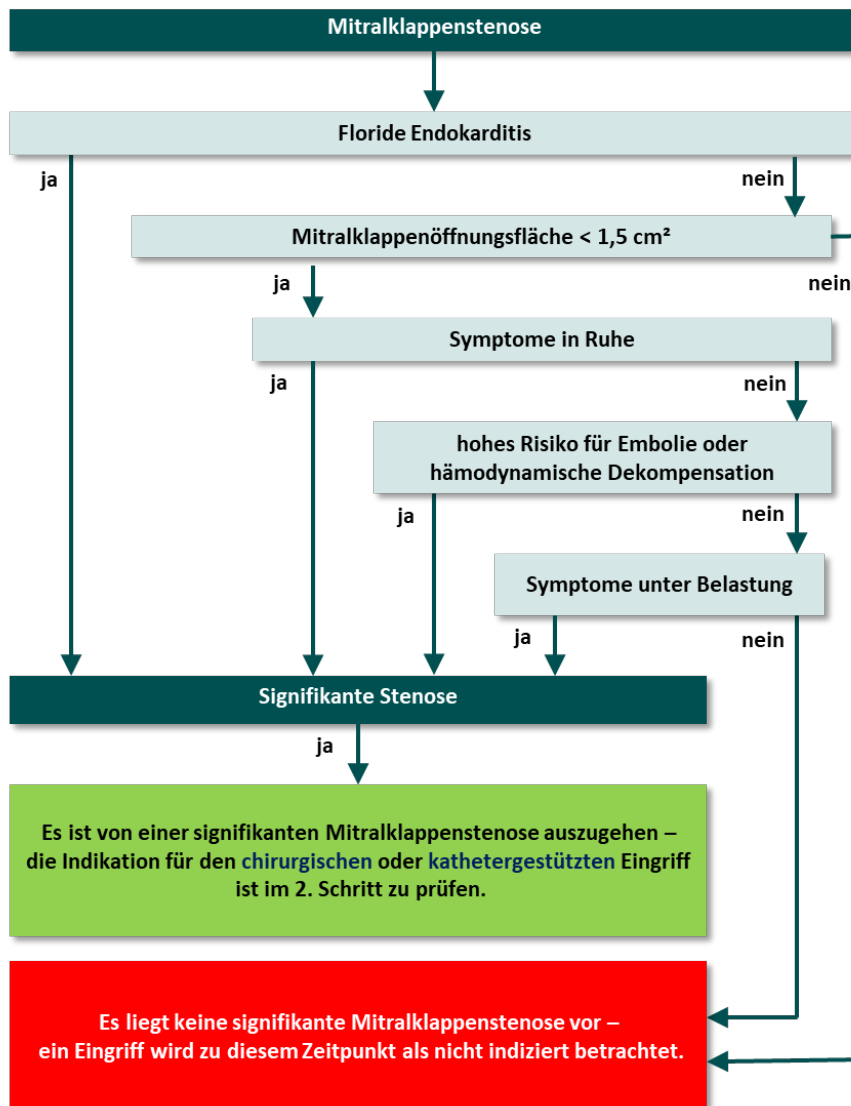 Mitralklappenstenose
Floride Endokarditis
ja
nein
Mitralklappenöffnungsfläche < 1,5 cm²
ja
nein
Symptome in Ruhe
ja
nein
hohes Risiko für Embolie oder
hämodynamische Dekompensation
ja
nein
Symptome unter Belastung
ja
nein
Signifikante Stenose
ja
Es ist von einer signifikanten Mitralklappenstenose auszugehen –
die Indikation für den chirurgischen oder kathetergestützten Eingriff
ist im 2. Schritt zu prüfen.
Es liegt keine signifikante Mitralklappenstenose vor –
ein Eingriff wird zu diesem Zeitpunkt als nicht indiziert betrachtet.